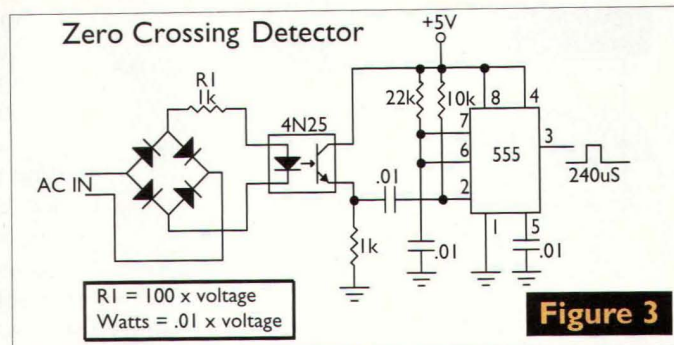 Zero Crossing Detector
+5V
R1
1k
4N25
22k
10k
8
4
7
6
555
3
.01
2
240uS
AC IN
1k
.01
1
5
.01
R1 = 100 x voltage
Watts = .01 x voltage
Figure 3